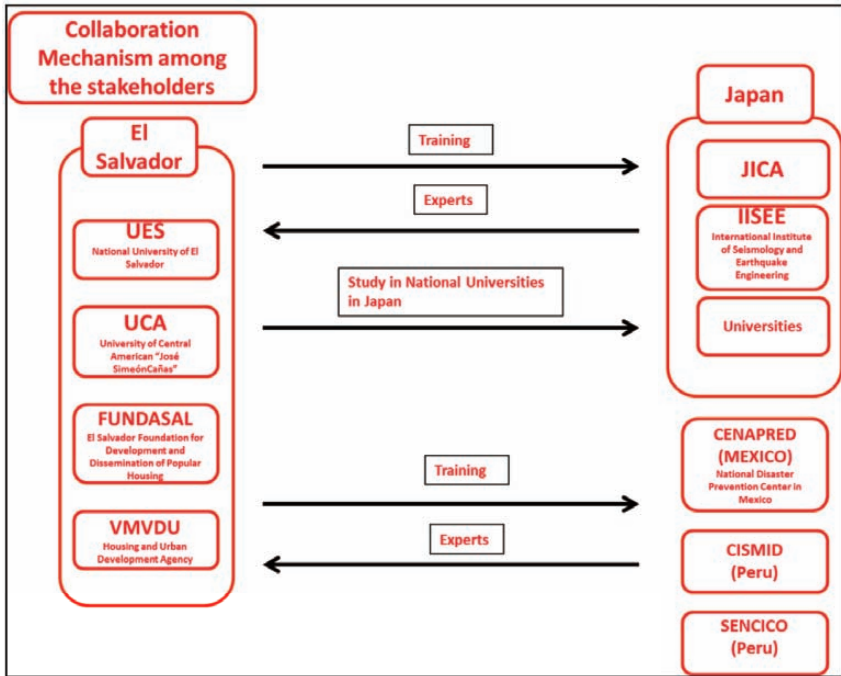 Collaboration
Mechanism among
the stakeholders
El
Salvador
UES
National University of El
Salvador
UCA
University of Central
American "José
SimeónCañas"
FUNDASAL
El Salvador Foundation for
Development and
Dissemination of Popular
Housing
VMVDU
Housing and Urban
Development Agency
Training
Experts
Study in National Universities
in Japan
Training
Experts
Japan
JICA
IISEE
International Institute
of Seismology and
Earthquake
Engineering
Universities
CENAPRED
(MEXICO)
National Disaster
Prevention Center in
Mexico
CISMID
(Peru)
SENCICO
(Peru)